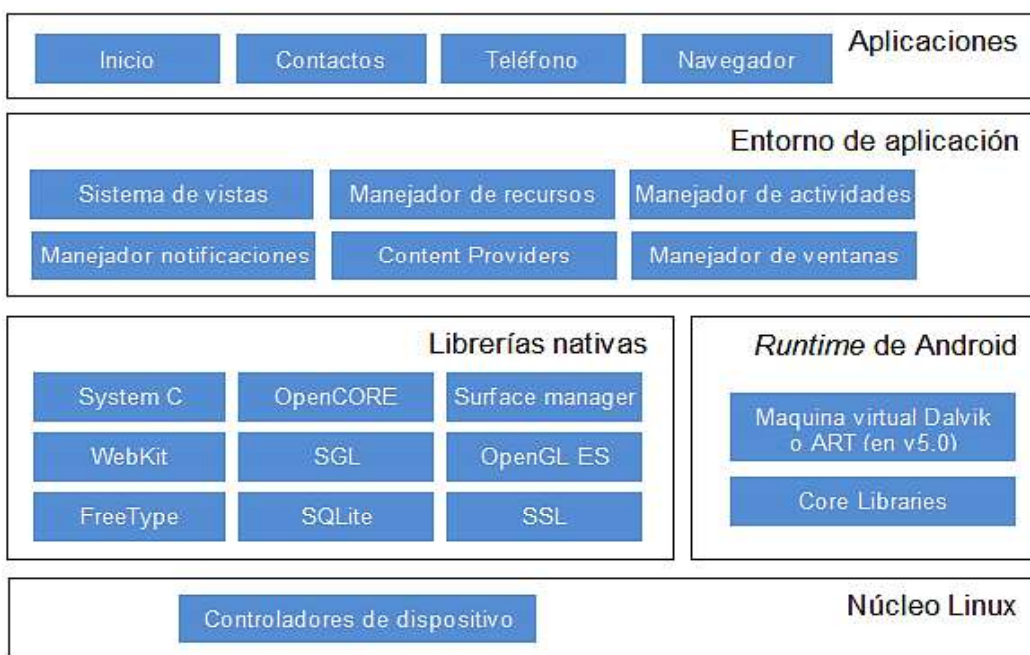 Aplicaciones
Inicio
Contactos
Teléfono
Navegador
Entorno de aplicación
Sistema de vistas
Manejador de recursos
Manejador de actividades
Manejador notificaciones
Content Providers
Manejador de ventanas
Librerías nativas
System C
OpenCORE
Surface manager
WebKit
SGL
OpenGL ES
FreeType
SQLite
SSL
Runtime de Android
Maquina virtual Dalvik
o ART (en v5.0)
Core Libraries
Núcleo Linux
Controladores de dispositivo